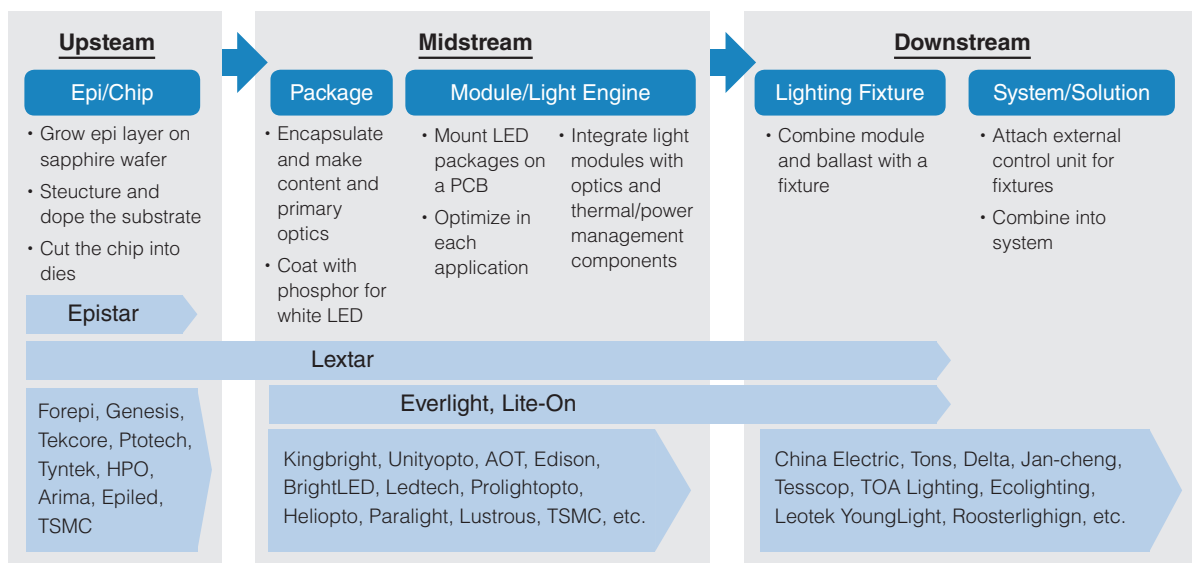 Upsteam
Epi/Chip
• Grow epi layer on
sapphire wafer
• Steucture and
dope the substrate
• Cut the chip into
dies
Midstream
Package
• Encapsulate
and make
content and
primary
optics
• Coat with
phosphor for
white LED
Module/Light Engine
• Mount LED
packages on
a PCB
• Optimize in
each
application
• Integrate light
modules with
optics and
thermal/power
management
components
Downstream
Lighting Fixture
• Combine module
and ballast with a
fixture
System/Solution
• Attach external
control unit for
fixtures
• Combine into
system
Epistar
Lextar
Everlight, Lite-On
Forepi, Genesis,
Tekcore, Ptotech,
Tyntek, HPO,
Arima, Epiled,
TSMC
Kingbright, Unityopto, AOT, Edison,
BrightLED, Ledtech, Prolightopto,
Heliopto, Paralight, Lustrous, TSMC, etc.
China Electric, Tons, Delta, Jan-cheng,
Tesscop, TOA Lighting, Ecolighting,
Leotek YoungLight, Roosterlighign, etc.